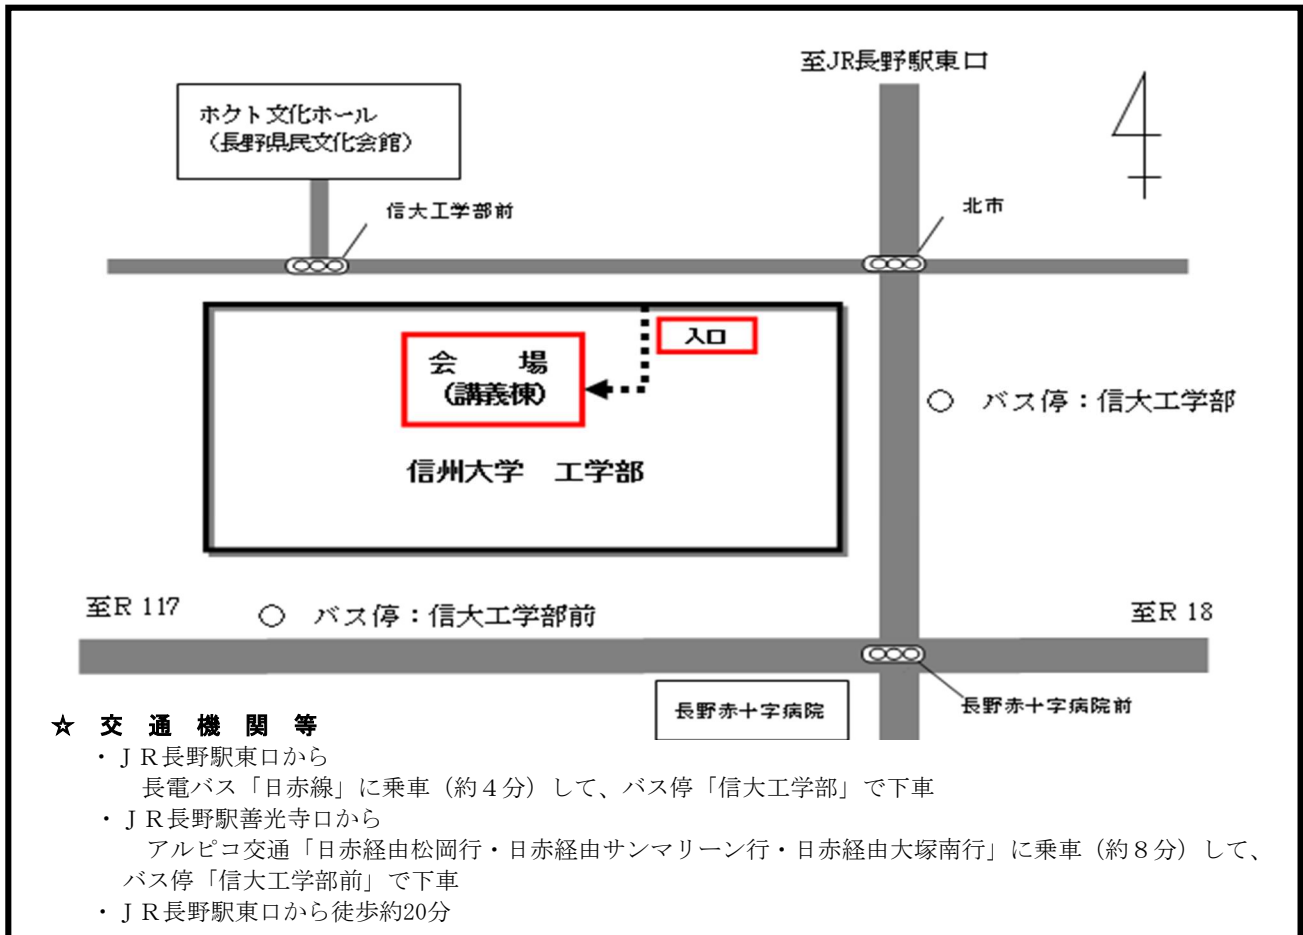 至JR長野駅東口
ホクト文化ホール
(長野県民文化会館)
信大工学部前
北市
入口
会　　場
(講義棟)
バス停：信大工学部
信州大学　工学部
至R 117
バス停：信大工学部前
至R 18
長野赤十字病院
長野赤十字病院前
☆　交　通　機　関　等
・ＪＲ長野駅東口から
長電バス「日赤線」に乗車（約４分）して、バス停「信大工学部」で下車
・ＪＲ長野駅善光寺口から
アルピコ交通「日赤経由松岡行・日赤経由サンマリーン行・日赤経由大塚南行」に乗車（約８分）して、
バス停「信大工学部前」で下車
・ＪＲ長野駅東口から徒歩約20分